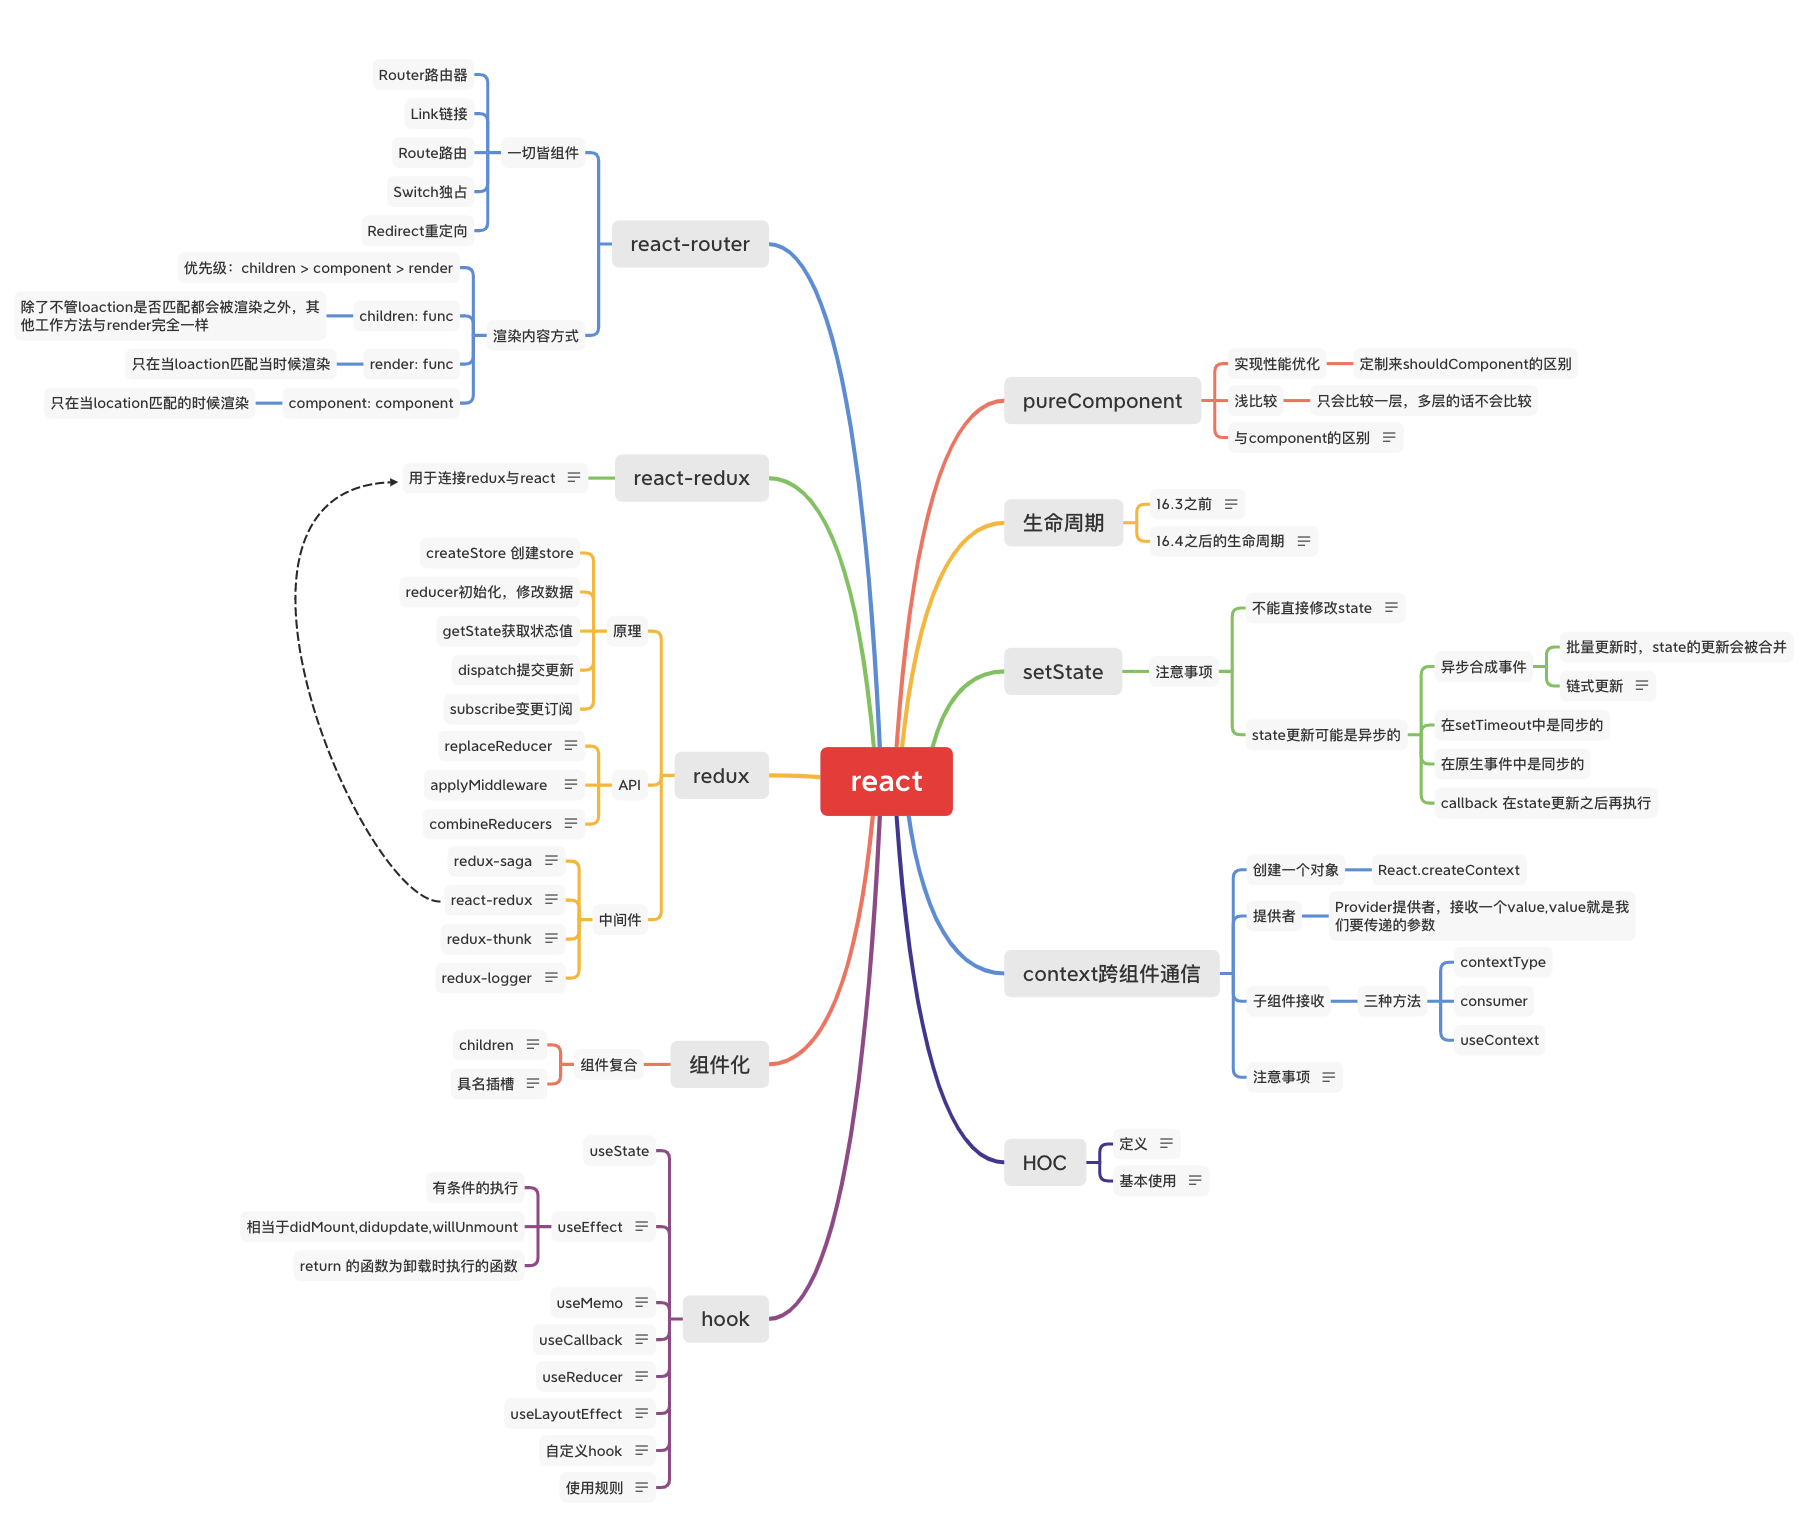 react
react-router
一切皆组件
Router路由器
Link链接
Route路由
Switch独占
Redirect重定向
渲染内容方式
优先级：children > component > render
children: func
除了不管loaction是否匹配都会被渲染之外，其
他工作方法与render完全一样
render: func
只在当loaction匹配当时候渲染
component: component
只在当location匹配的时候渲染
react-redux
用于连接redux与react
redux
原理
createStore 创建store
reducer初始化，修改数据
getState获取状态值
dispatch提交更新
subscribe变更订阅
API
replaceReducer
applyMiddleware
combineReducers
中间件
redux-saga
react-redux
redux-thunk
redux-logger
组件化
组件复合
children
具名插槽
hook
useState
useEffect
有条件的执行
相当于didMount,didupdate,willUnmount
return 的函数为卸载时执行的函数
useMemo
useCallback
useReducer
useLayoutEffect
自定义hook
使用规则
pureComponent
实现性能优化
定制来shouldComponent的区别
浅比较
只会比较一层，多层的话不会比较
与component的区别
生命周期
16.3之前
16.4之后的生命周期
setState
注意事项
不能直接修改state
state更新可能是异步的
异步合成事件
批量更新时，state的更新会被合并
链式更新
在setTimeout中是同步的
在原生事件中是同步的
callback 在state更新之后再执行
context跨组件通信
创建一个对象
React.createContext
提供者
Provider提供者，接收一个value,value就是我
们要传递的参数
子组件接收
三种方法
contextType
consumer
useContext
注意事项
HOC
定义
基本使用